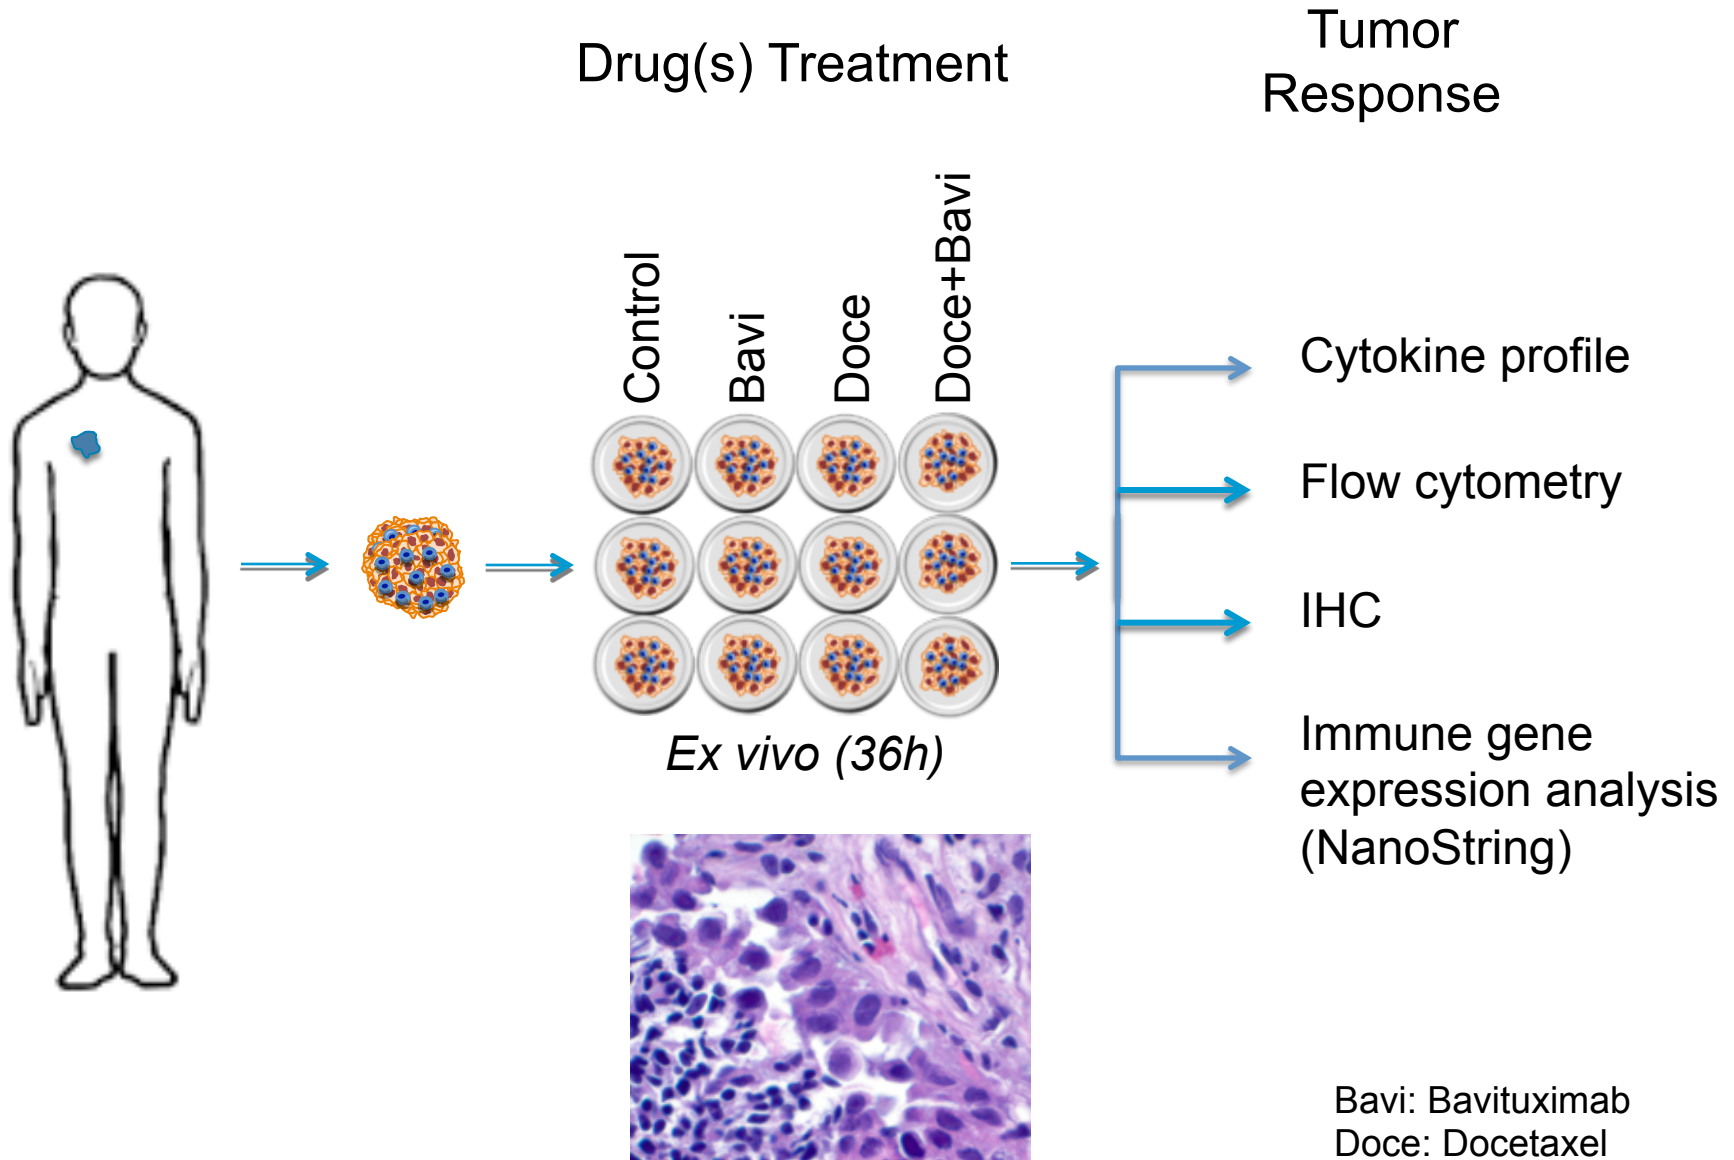 Drug(s) Treatment
Tumor
Response
Control
Bavi
Doce
Doce+Bavi
Ex vivo (36h)
Cytokine profile
Flow cytometry
IHC
Immune gene
expression analysis
(NanoString)
Bavi: Bavituximab
Doce: Docetaxel